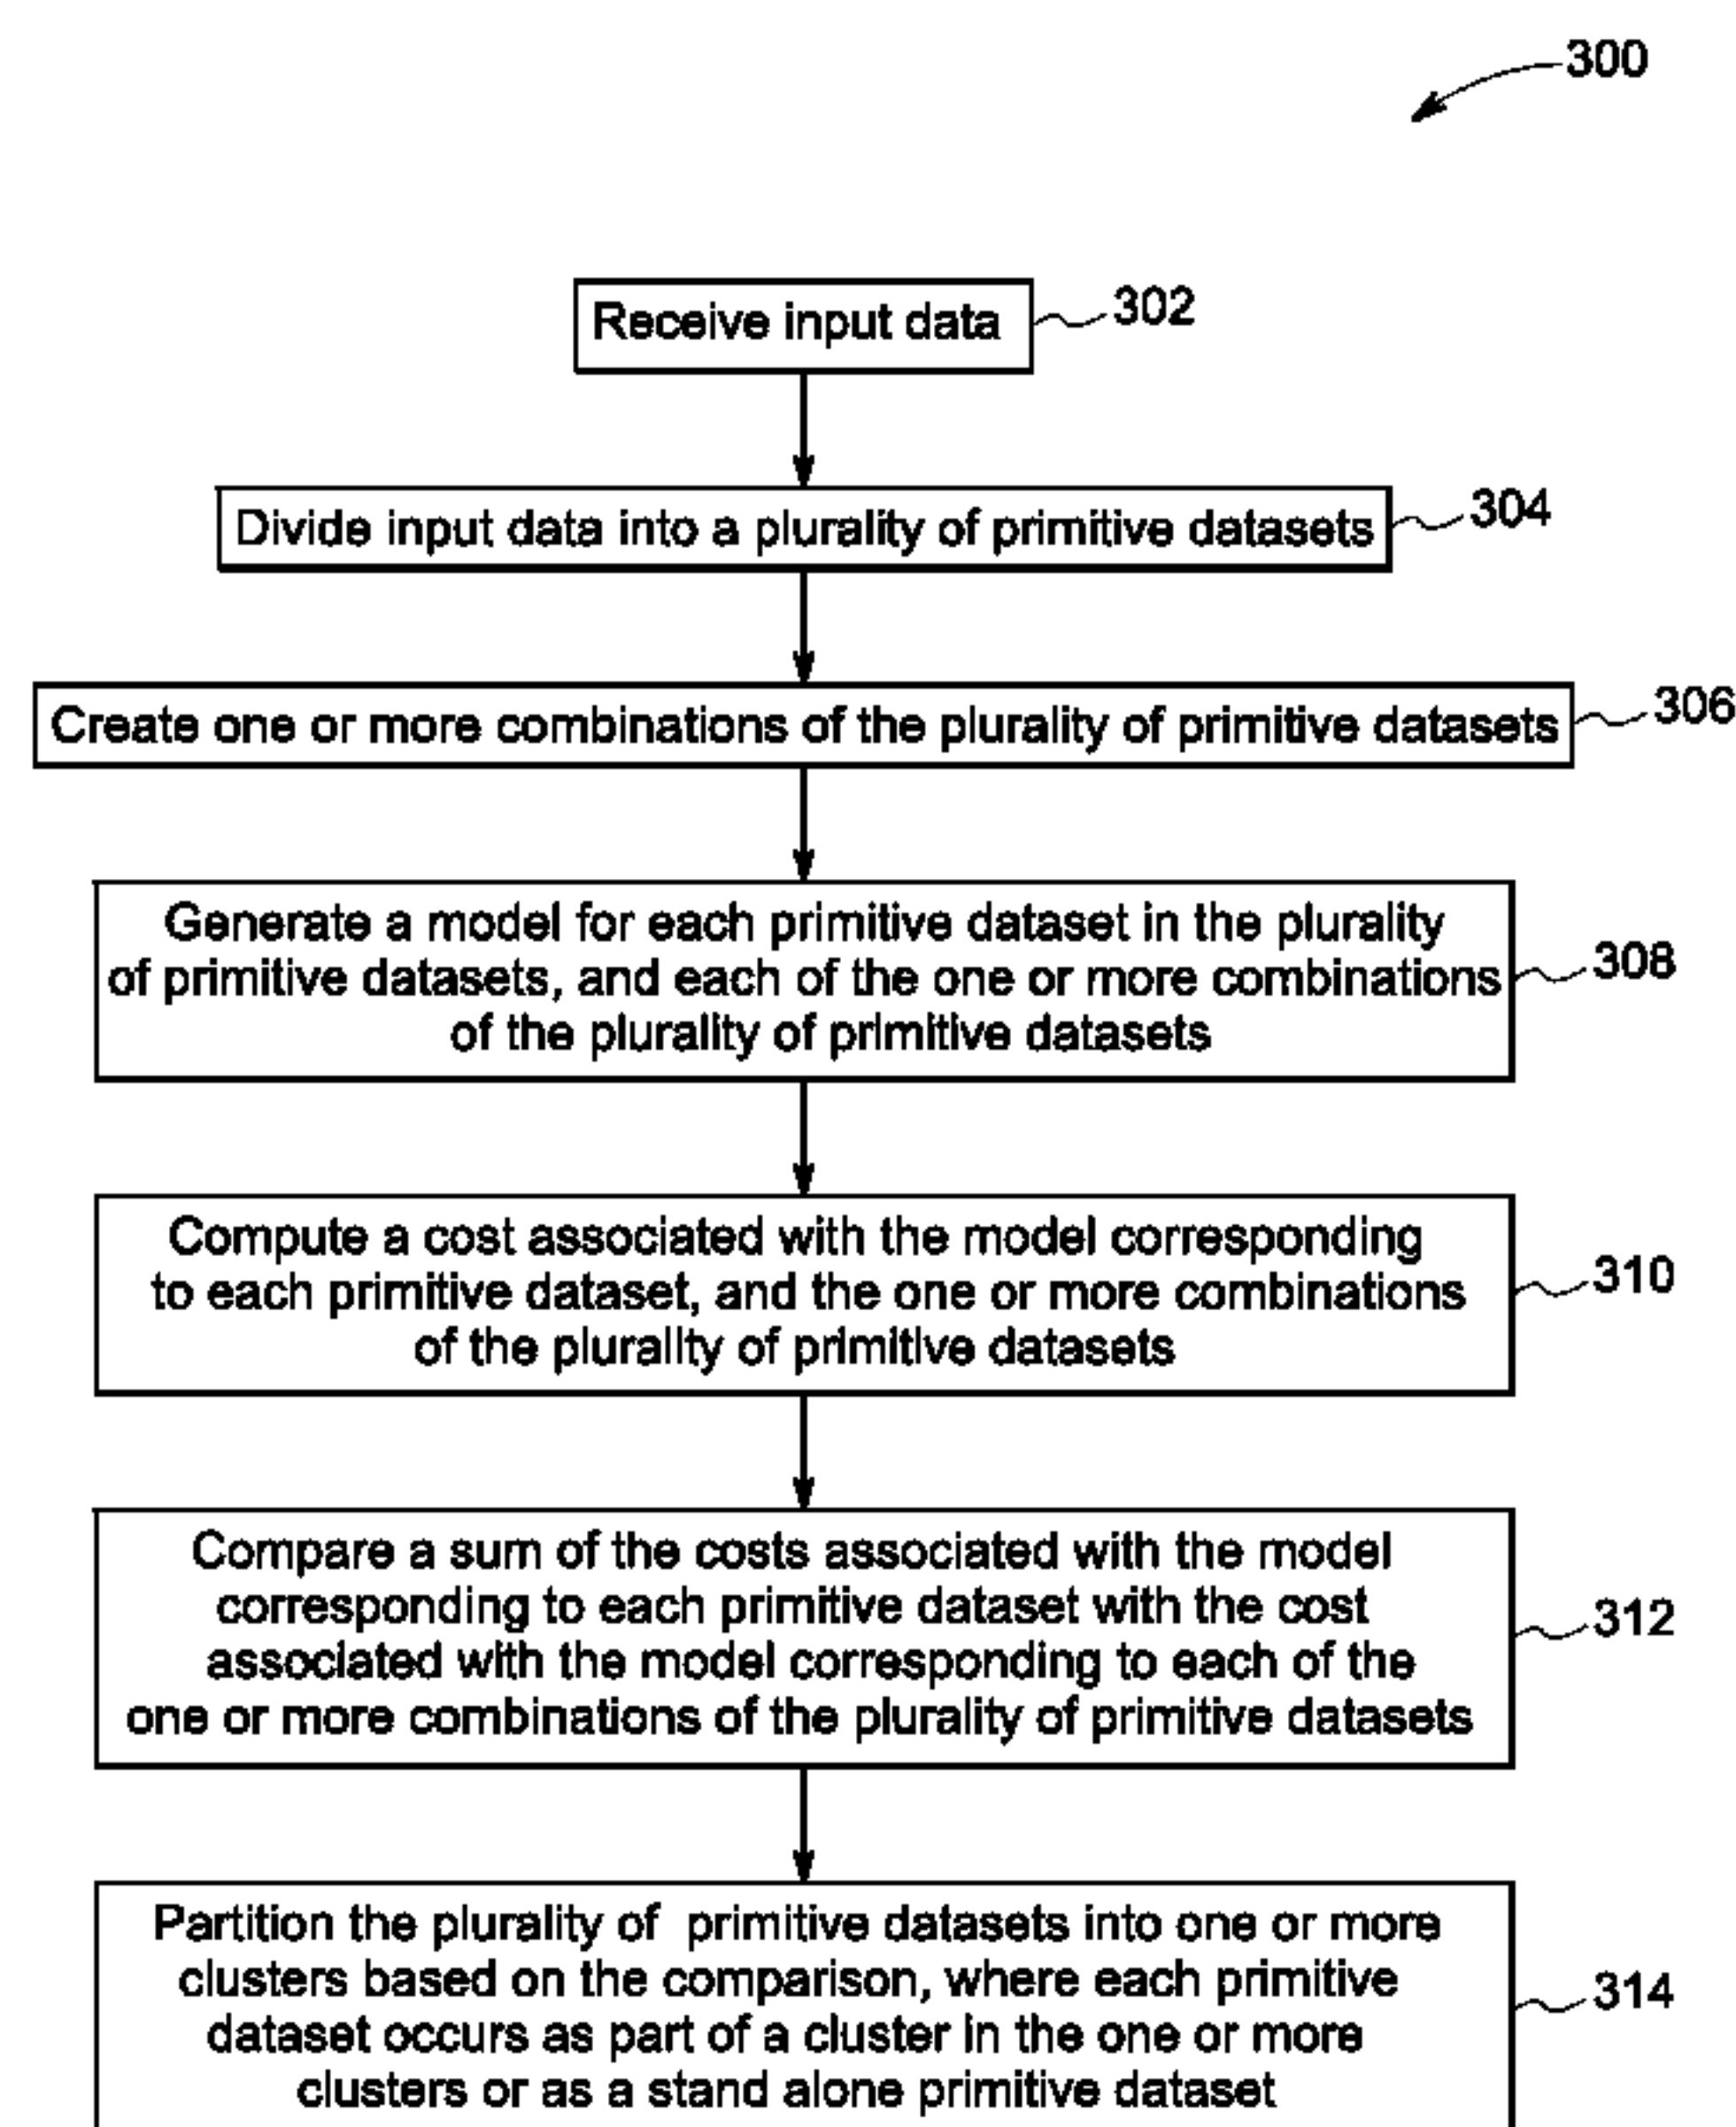 300
Receive input data
302
Divide input data into a plurality of primitive datasets
304
Create one or more combinations of the plurality of primitive datasets
306
Generate a model for each primitive dataset in the plurality
of primitive datasets, and each of the one or more combinations
of the plurality of primitive datasets
308
Compute a cost associated with the model corresponding
to each primitive dataset, and the one or more combinations
of the plurality of primitive datasets
310
Compare a sum of the costs associated with the model
corresponding to each primitive dataset with the cost
associated with the model corresponding to each of the
one or more combinations of the plurality of primitive datasets
312
Partition the plurality of primitive datasets into one or more
clusters based on the comparison, where each primitive
dataset occurs as part of a cluster in the one or more
clusters or as a stand alone primitive dataset
314